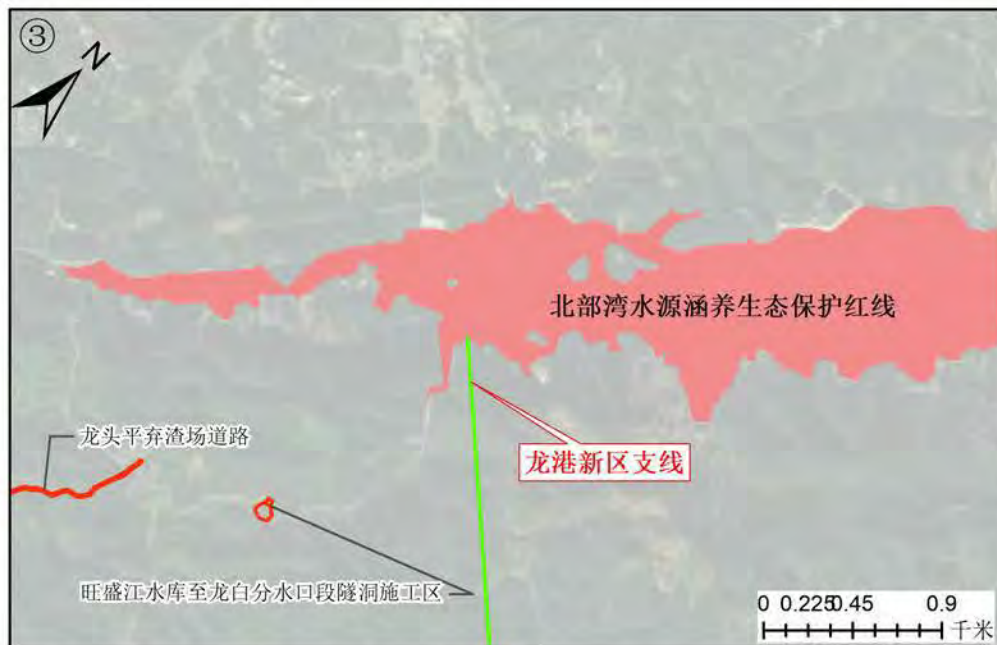 ③
N
北部湾水源涵养生态保护红线
龙头平弃渣场道路
龙港新区支线
旺盛江水库至龙白分水口段隧洞施工区
0 0.225 0.45 0.9
千米